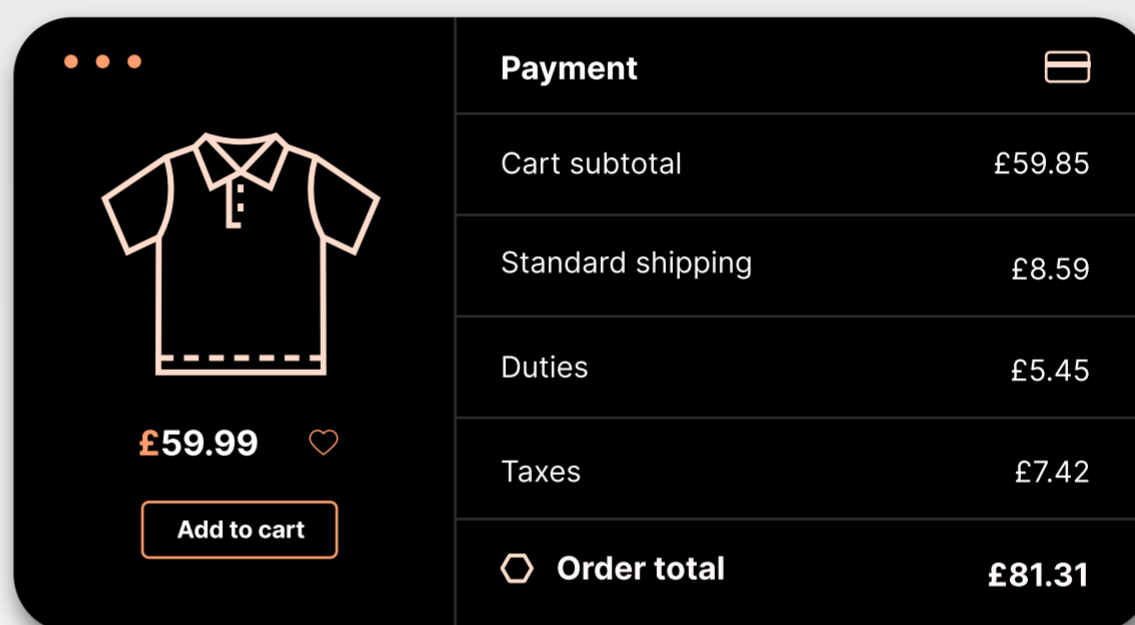 £59.99
Add to cart
Payment
Cart subtotal £59.85
Standard shipping £8.59
Duties £5.45
Taxes £7.42
Order total £81.31